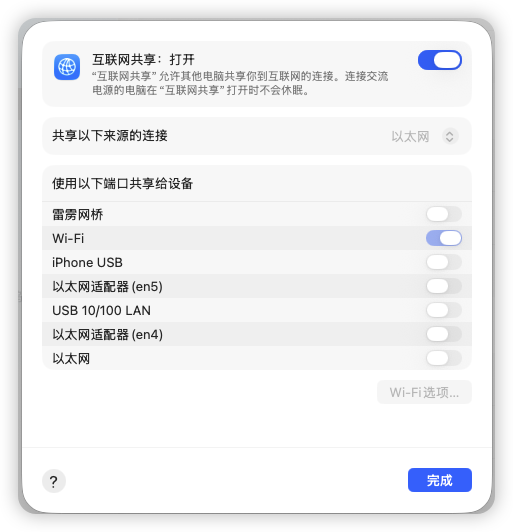 互联网共享：打开
“互联网共享”允许其他电脑共享你到互联网的连接。连接交流
电源的电脑在“互联网共享”打开时不会休眠。
共享以下来源的连接
以太网
使用以下端口共享给设备
雷雳网桥
Wi-Fi
iPhone USB
以太网适配器 (en5)
USB 10/100 LAN
以太网适配器 (en4)
以太网
Wi-Fi选项...
?
完成